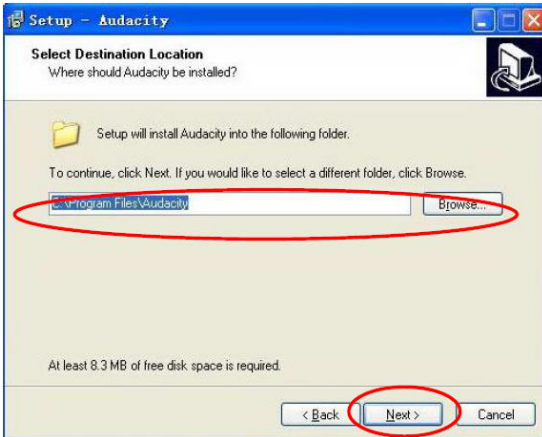 Setup - Audacity
Select Destination Location
Where should Audacity be installed?
Setup will install Audacity into the following folder.
To continue, click Next. If you would like to select a different folder, click Browse.
C:\Program Files\Audacity
Browse...
At least 8.3 MB of free disk space is required.
< Back
Next >
Cancel